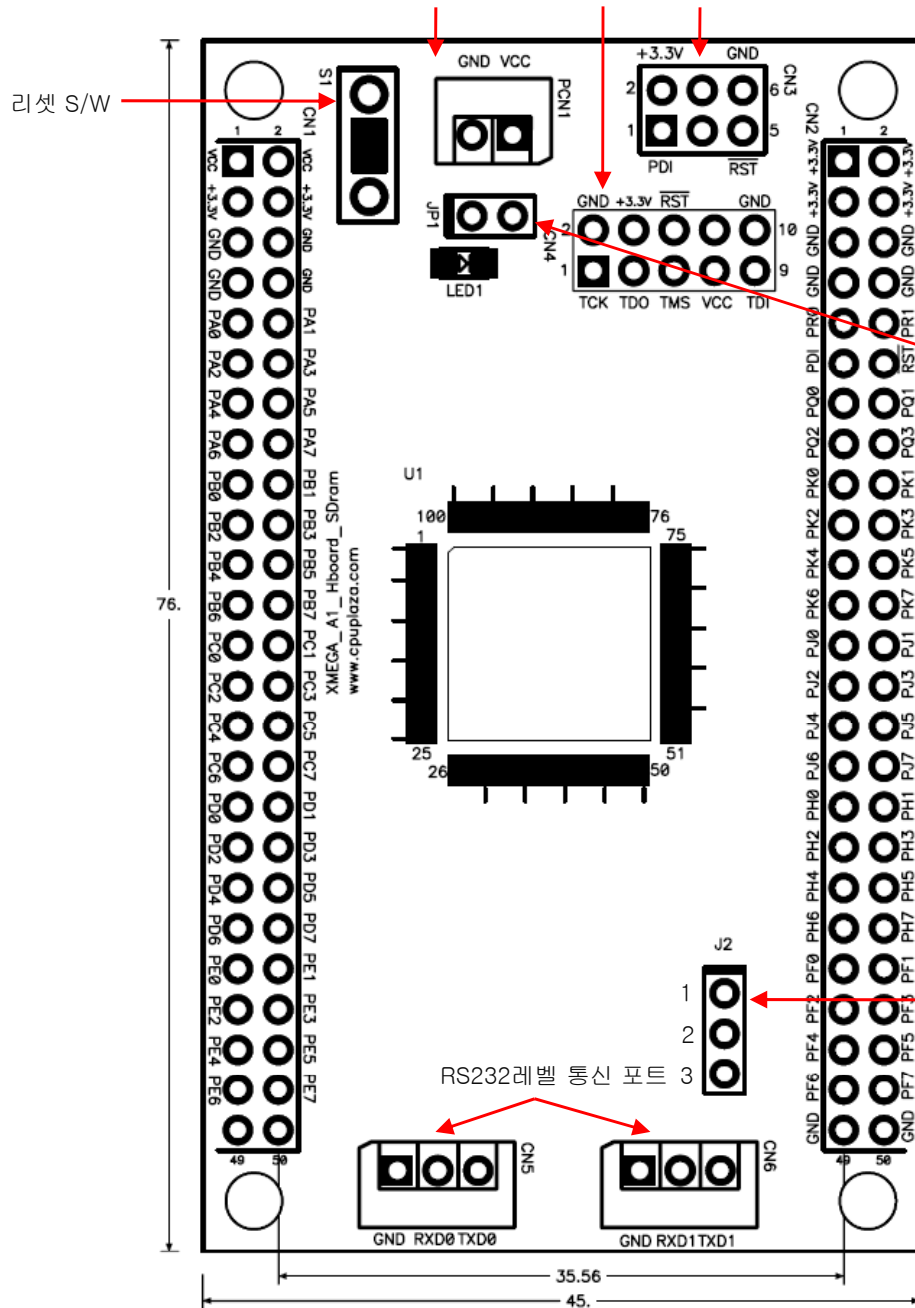 리셋 S/W
S1
GND VCC
PCN1
+3.3V GND
2 6
1 5
PDI RST
CN3
JP1
LED1
CN4
GND +3.3V RST GND
2 10
1 9
TCK TDO TMS VCC TDI
CN1
1 2
VCC VCC
+3.3V +3.3V
GND GND
GND GND
PA0 PA1
PA2 PA3
PA4 PA5
PA6 PA7
PB0 PB1
PB2 PB3
PB4 PB5
PB6 PB7
PC0 PC1
PC2 PC3
PC4 PC5
PC6 PC7
PD0 PD1
PD2 PD3
PD4 PD5
PD6 PD7
PE0 PE1
PE2 PE3
PE4 PE5
PE6 PE7
49 50
XMEGA_A1_Hboard_SDram
www.cpuplaza.com
U1
100 76
1 75
25 51
26 50
CN2
1 2
+3.3V +3.3V
+3.3V +3.3V
GND GND
GND GND
PR0 PR1
PDI RST
PQ0 PQ1
PQ2 PQ3
PK0 PK1
PK2 PK3
PK4 PK5
PK6 PK7
PJ0 PJ1
PJ2 PJ3
PJ4 PJ5
PJ6 PJ7
PH0 PH1
PH2 PH3
PH4 PH5
PH6 PH7
PF0 PF1
PF2 PF3
PF4 PF5
PF6 PF7
GND GND
49 50
J2
1
2
3
RS232레벨 통신 포트
CN5
GND RXD0 TXD0
CN6
GND RXD1 TXD1
76.
35.56
45.